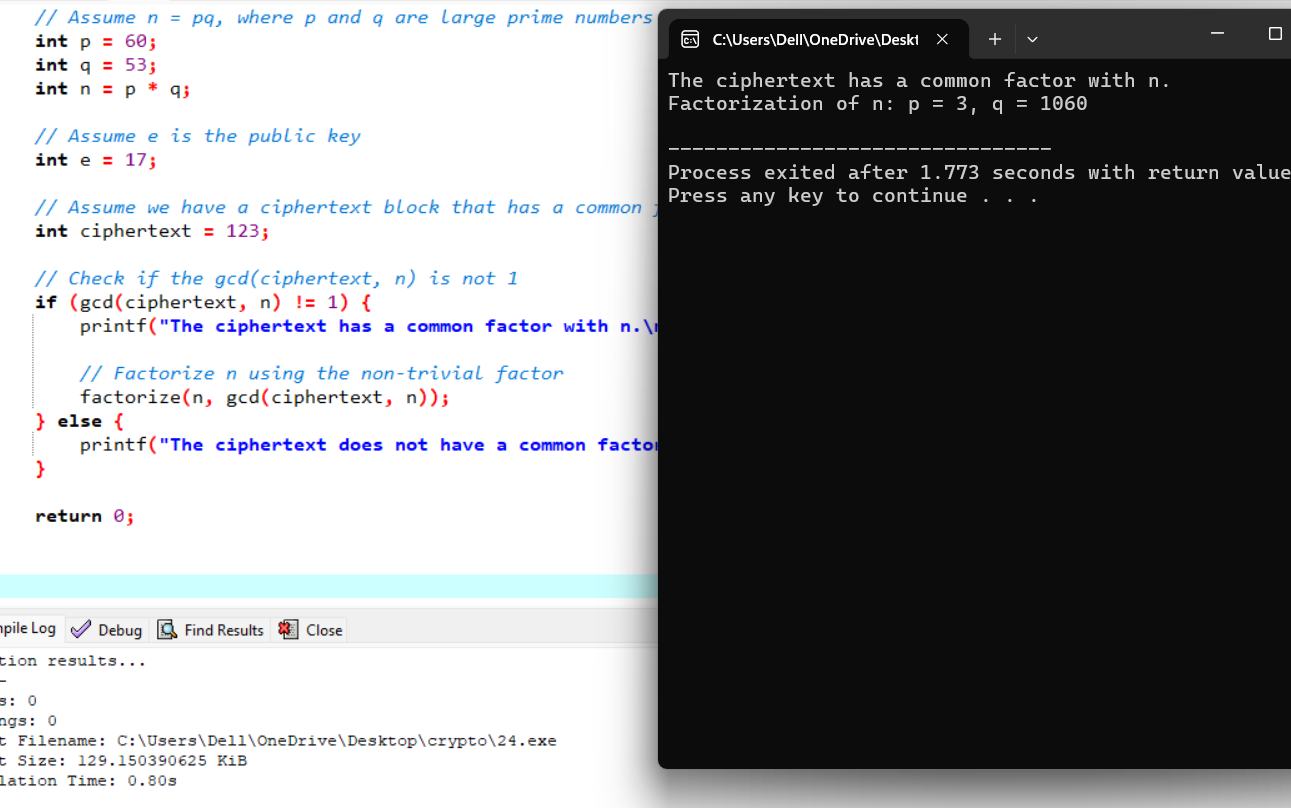 // Assume n = pq, where p and q are large prime numbers
int p = 60;
int q = 53;
int n = p * q;
// Assume e is the public key
int e = 17;
// Assume we have a ciphertext block that has a common
int ciphertext = 123;
// Check if the gcd(ciphertext, n) is not 1
if (gcd(ciphertext, n) != 1) {
printf("The ciphertext has a common factor with n.\n
// Factorize n using the non-trivial factor
factorize(n, gcd(ciphertext, n));
} else {
printf("The ciphertext does not have a common factor
}
return 0;
C:\Users\Dell\OneDrive\Deskt
The ciphertext has a common factor with n.
Factorization of n: p = 3, q = 1060
--------------------------------
Process exited after 1.773 seconds with return value
Press any key to continue . . .
mpile Log Debug Find Results Close
tion results...
s: 0
ngs: 0
t Filename: C:\Users\Dell\OneDrive\Desktop\crypto\24.exe
t Size: 129.150390625 KiB
lation Time: 0.80s